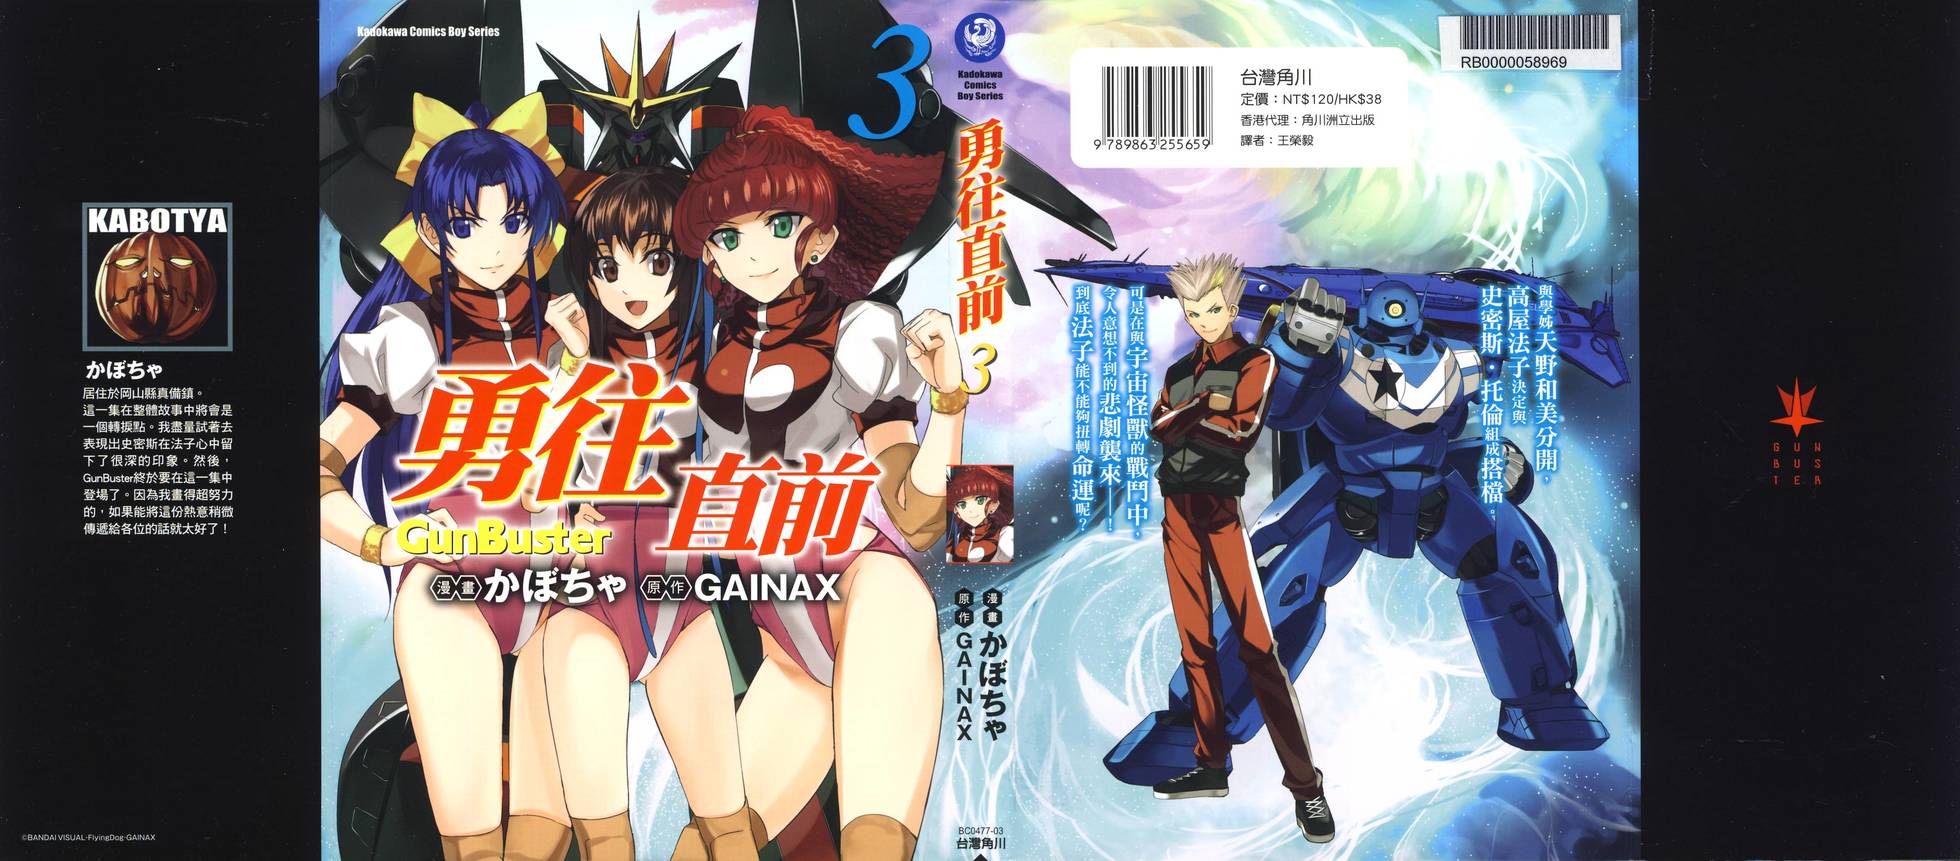 KABOTYA
かぼちゃ
居住於岡山縣真備鎮。
這一集在整體故事中將會是
一個轉捩點。我盡量試著去
表現出史密斯在法子心中留
下了很深的印象。然後，
GunBuster終於要在這一集中
登場了。因為我畫得超努力
的，如果能將這份熱意稍微
傳遞給各位的話就太好了！
©BANDAI VISUAL·FlyingDog·GAINAX
Kadokawa Comics Boy Series
3
勇往
直前
GunBuster
漫畫 かぼちゃ 原作 GAINAX
Kadokawa
Comics
Boy Series
勇往直前
3
漫畫 かぼちゃ
原作 GAINAX
BC0477-03
台灣角川
9 789863 255659
台灣角川
定價：NT$120/HK$38
香港代理：角川洲立出版
譯者：王榮毅
RB0000058969
與學姊天野和美分開，
高屋法子決定與
史密斯・托倫組成搭檔。
可是在與宇宙怪獸的戰鬥中，
令人意想不到的悲劇襲來——！
到底法子能不能夠扭轉命運呢？
GUN
BUS
TER